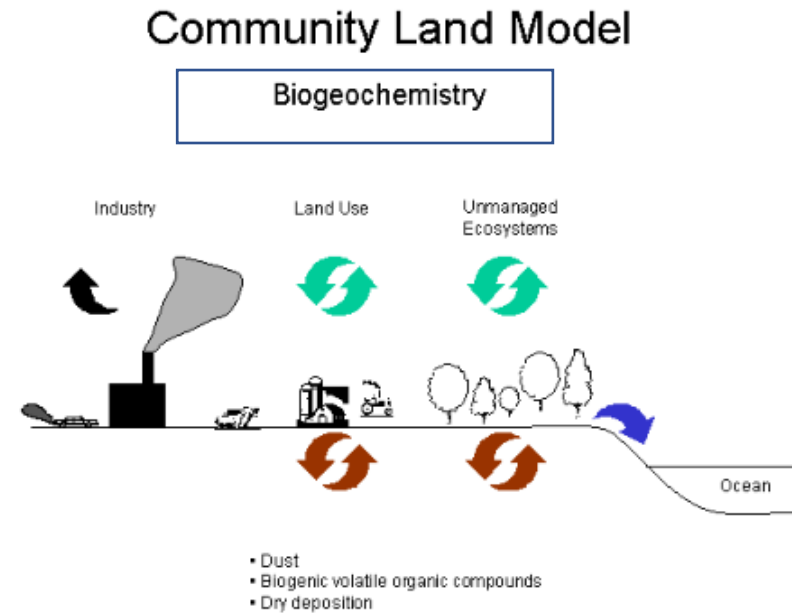 Community Land Model
Biogeochemistry
Industry
Land Use
Unmanaged
Ecosystems
Ocean
▪ Dust
▪ Biogenic volatile organic compounds
▪ Dry deposition